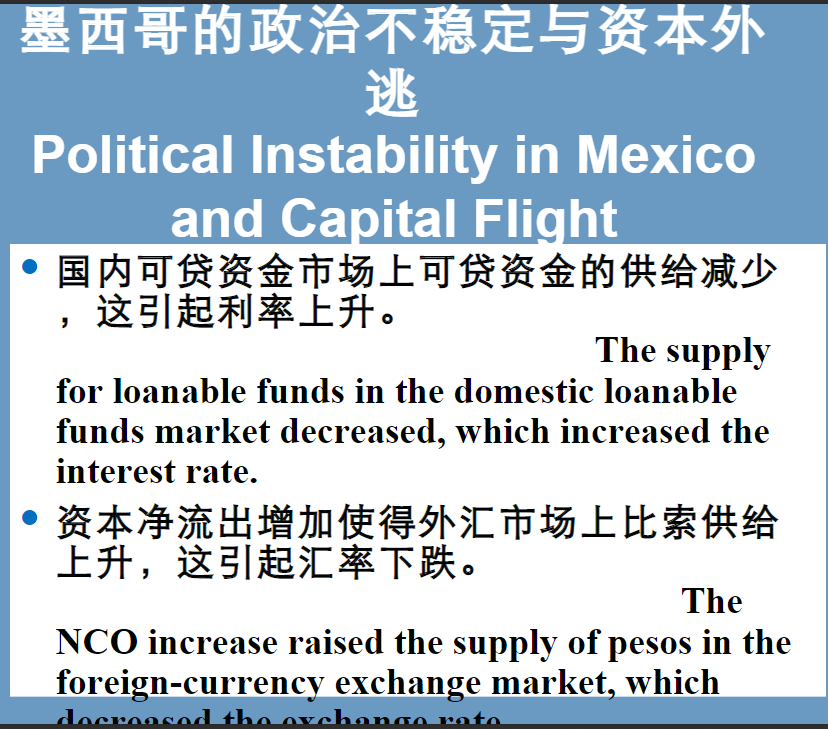 墨西哥的政治不稳定与资本外
逃
Political Instability in Mexico
and Capital Flight
国内可贷资金市场上可贷资金的供给减少
，这引起利率上升。
The supply
for loanable funds in the domestic loanable
funds market decreased, which increased the
interest rate.
资本净流出增加使得外汇市场上比索供给
上升，这引起汇率下跌。
The
NCO increase raised the supply of pesos in the
foreign-currency exchange market, which
decreased the exchange rate